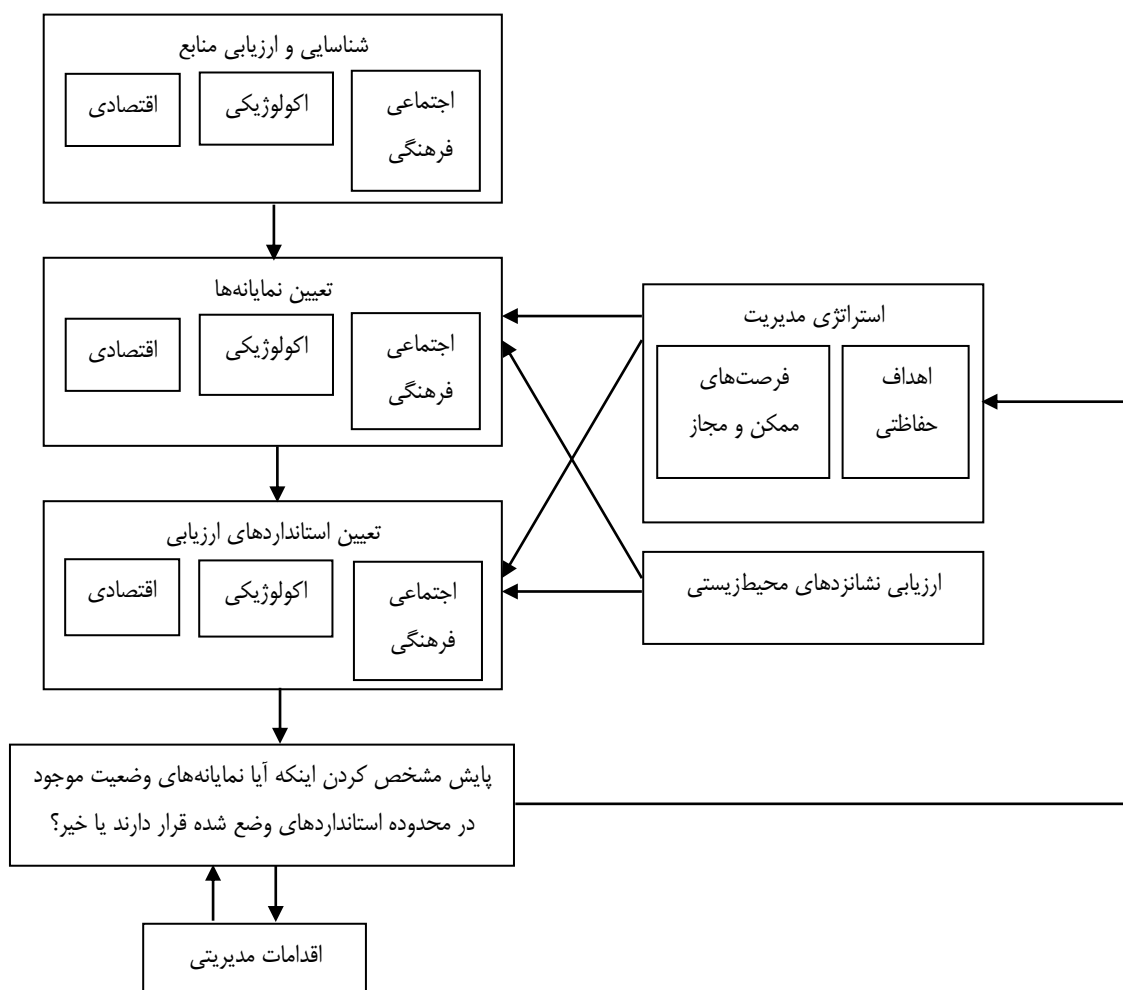 شناسایی و ارزیابی منابع
اجتماعی
فرهنگی
اکولوژیکی
اقتصادی
تعیین نمایانه‌ها
اجتماعی
فرهنگی
اکولوژیکی
اقتصادی
استراتژی مدیریت
اهداف
حفاظتی
فرصت‌های
ممکن و مجاز
تعیین استانداردهای ارزیابی
اجتماعی
فرهنگی
اکولوژیکی
اقتصادی
ارزیابی نشانزدهای محیط‌زیستی
پایش مشخص کردن اینکه آیا نمایانه‌های وضعیت موجود
در محدوده استانداردهای وضع شده قرار دارند یا خیر؟
اقدامات مدیریتی